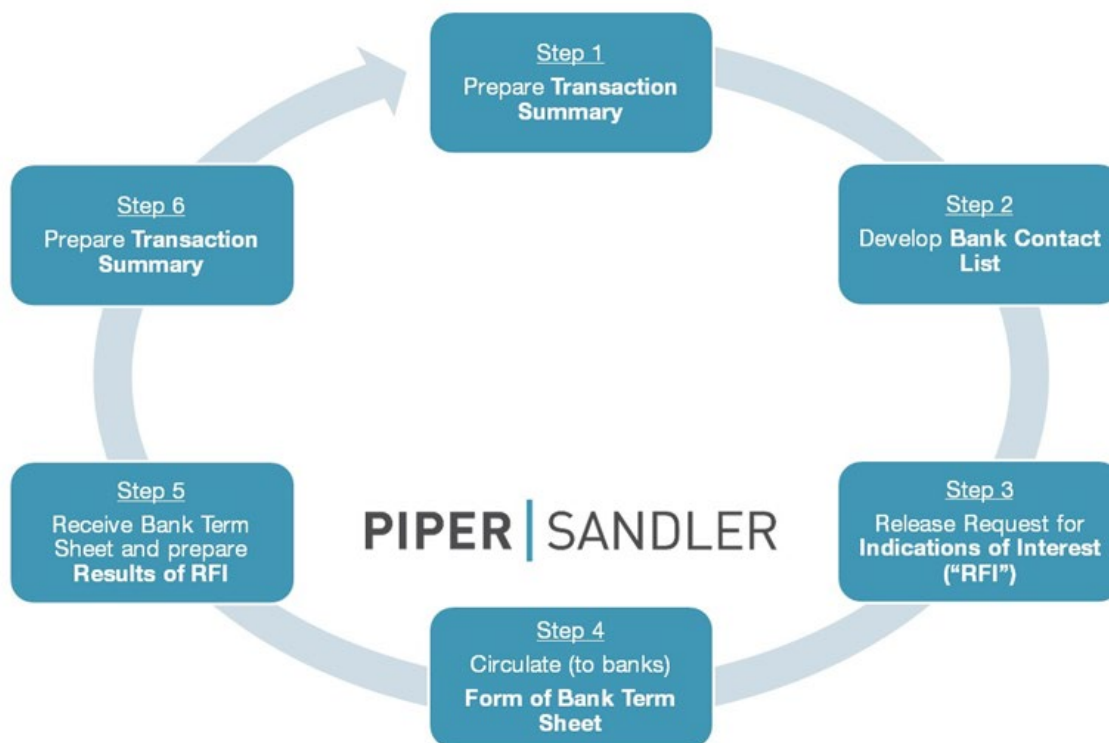 Step 1
Prepare Transaction
Summary
Step 2
Develop Bank Contact
List
Step 3
Release Request for
Indications of Interest
(“RFI”)
Step 4
Circulate (to banks)
Form of Bank Term
Sheet
Step 5
Receive Bank Term
Sheet and prepare
Results of RFI
Step 6
Prepare Transaction
Summary
PIPER | SANDLER